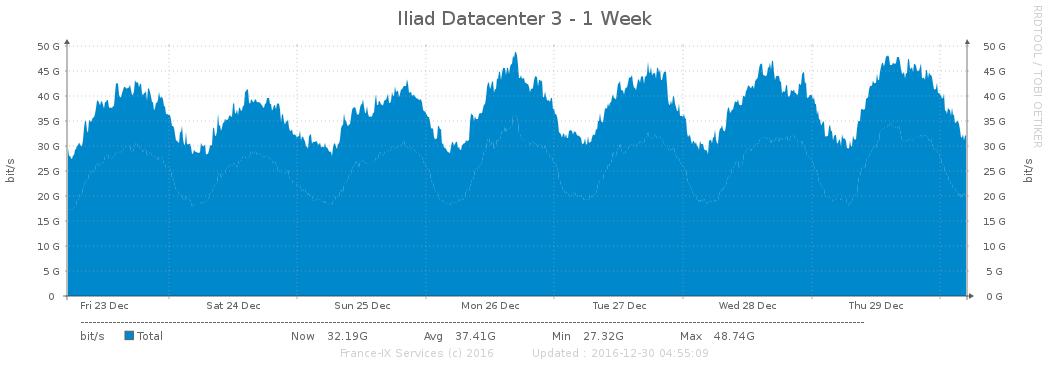 Iliad Datacenter 3 - 1 Week
RRDTOOL / TOBI OETIKER
50 G 50 G
45 G 45 G
40 G 40 G
35 G 35 G
30 G 30 G
25 G 25 G
20 G 20 G
15 G 15 G
10 G 10 G
5 G 5 G
0 0 G
bit/s bit/s
Fri 23 Dec Sat 24 Dec Sun 25 Dec Mon 26 Dec Tue 27 Dec Wed 28 Dec Thu 29 Dec
bit/s Total Now 32.19G Avg 37.41G Min 27.32G Max 48.74G
France-IX Services (c) 2016 Updated : 2016-12-30 04:55:09